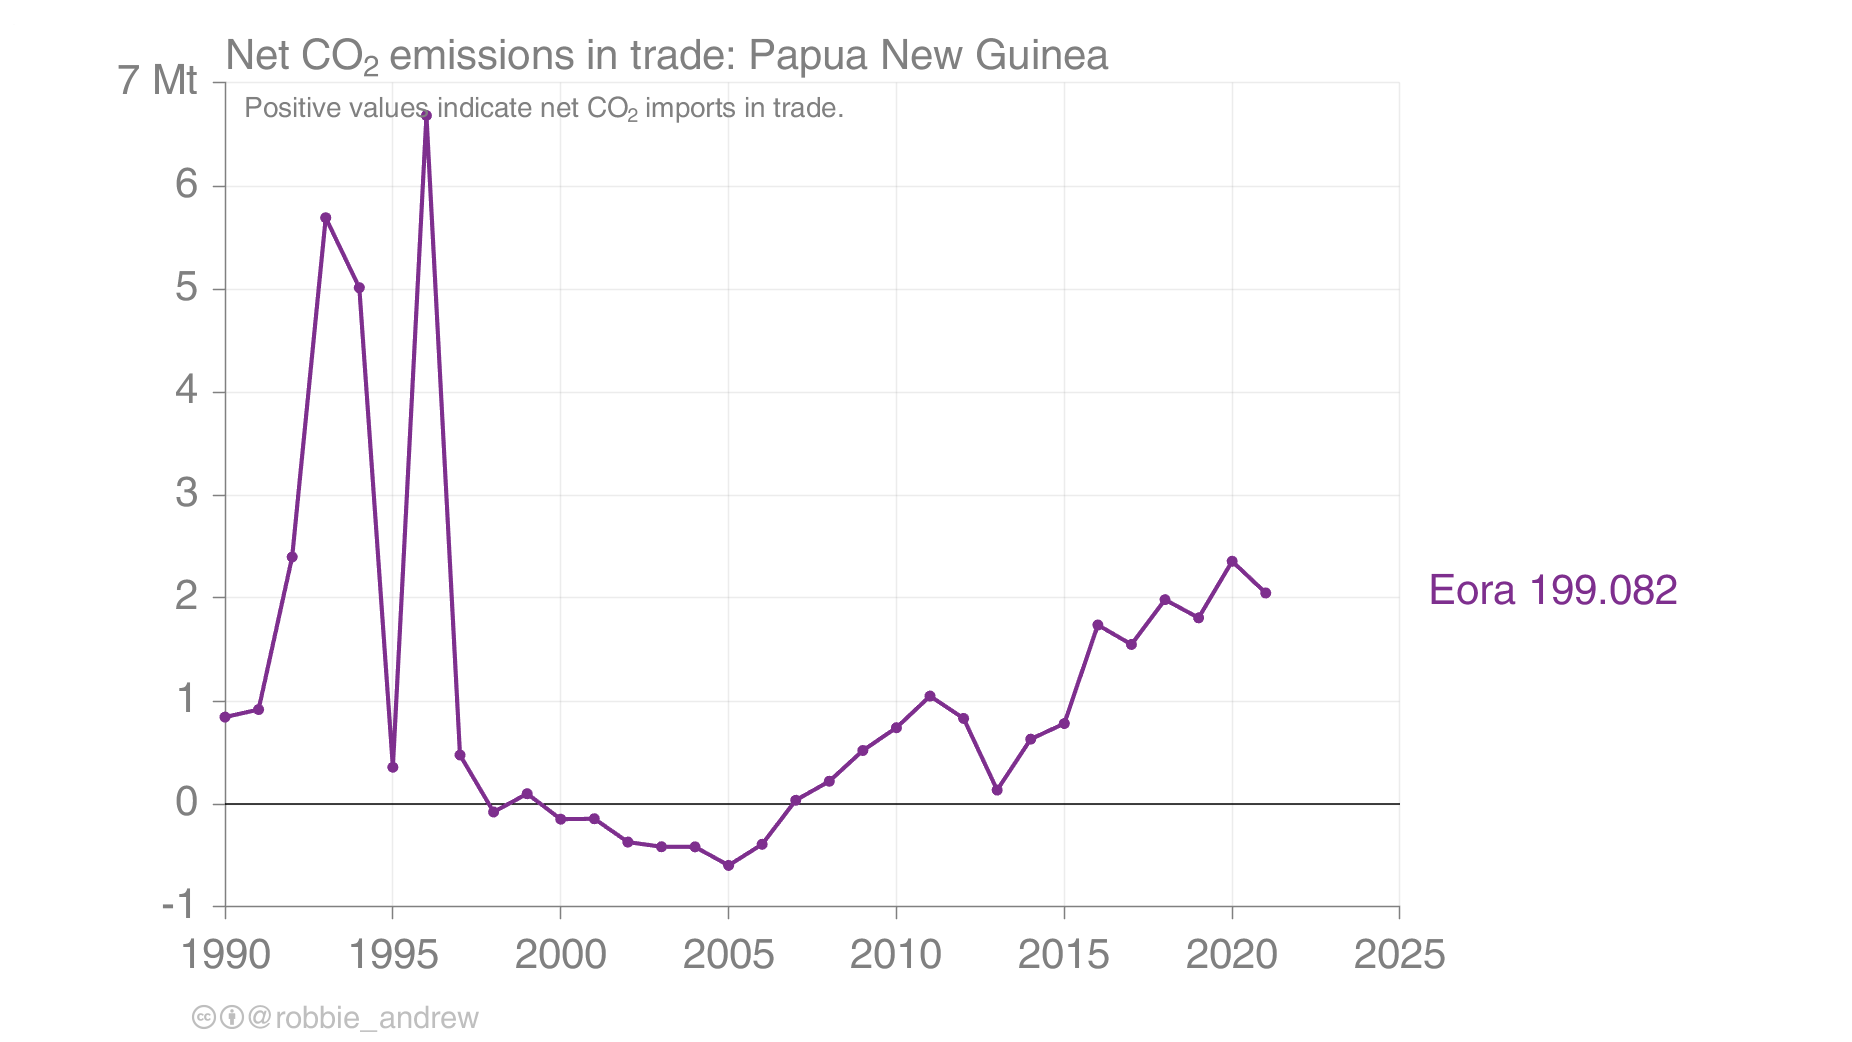 Net CO₂ emissions in trade: Papua New Guinea
7 Mt
Positive values indicate net CO₂ imports in trade.
6
5
4
3
2
1
0
-1
Eora 199.082
1990 1995 2000 2005 2010 2015 2020 2025
@robbie_andrew